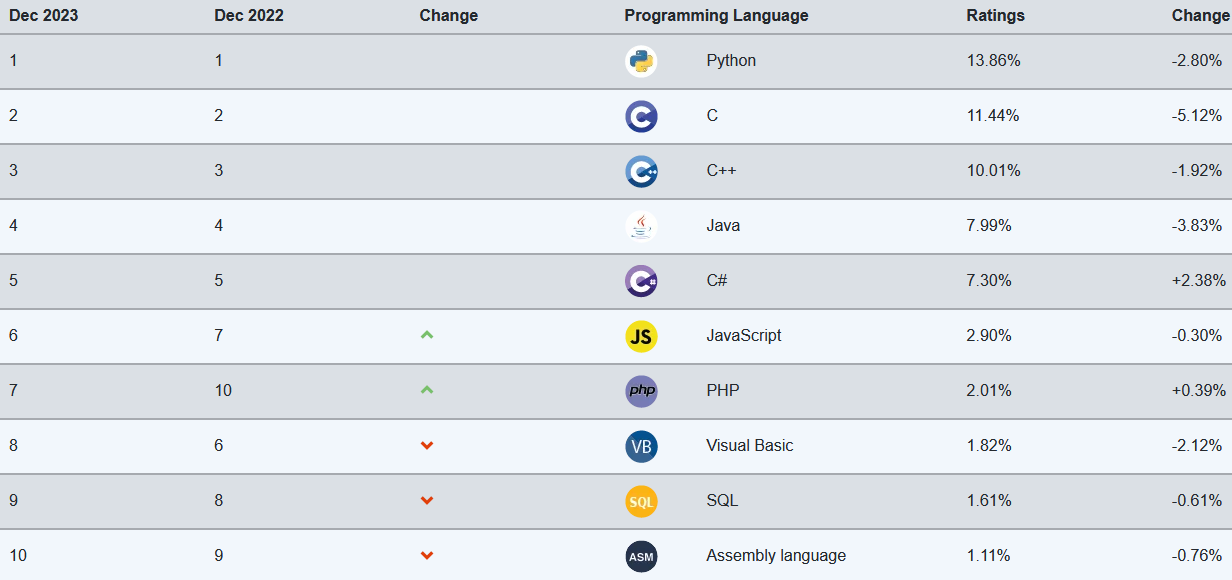 Dec 2023 Dec 2022 Change Programming Language Ratings Change
1 1 Python 13.86% -2.80%
2 2 C C 11.44% -5.12%
3 3 C++ C++ 10.01% -1.92%
4 4 Java 7.99% -3.83%
5 5 C# C# 7.30% +2.38%
6 7 JS JavaScript 2.90% -0.30%
7 10 php PHP 2.01% +0.39%
8 6 VB Visual Basic 1.82% -2.12%
9 8 SQL SQL 1.61% -0.61%
10 9 ASM Assembly language 1.11% -0.76%